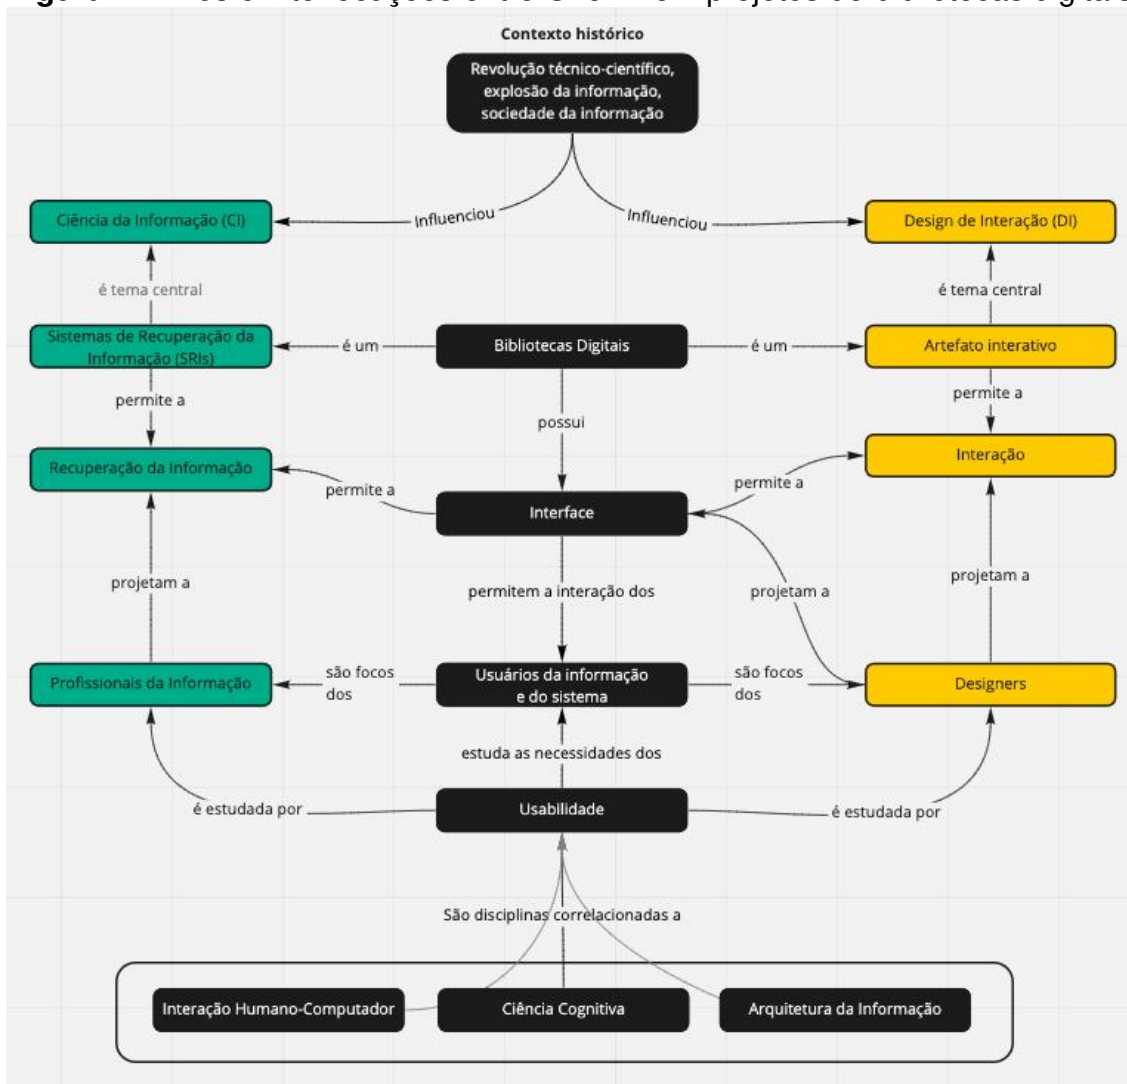 Contexto histórico
Revolução técnico-científico,
explosão da informação,
sociedade da informação
Influenciou
Influenciou
Ciência da Informação (CI)
Design de Interação (DI)
é tema central
é tema central
Sistemas de Recuperação da
Informação (SRIs)
é um
Bibliotecas Digitais
é um
Artefato interativo
permite a
permite a
possui
Recuperação da Informação
Interação
permite a
permite a
Interface
projetam a
permitem a interação dos
projetam a
projetam a
Profissionais da Informação
são focos
dos
Usuários da informação
e do sistema
são focos
dos
Designers
estuda as necessidades dos
é estudada por
Usabilidade
é estudada por
São disciplinas correlacionadas a
Interação Humano-Computador
Ciência Cognitiva
Arquitetura da Informação